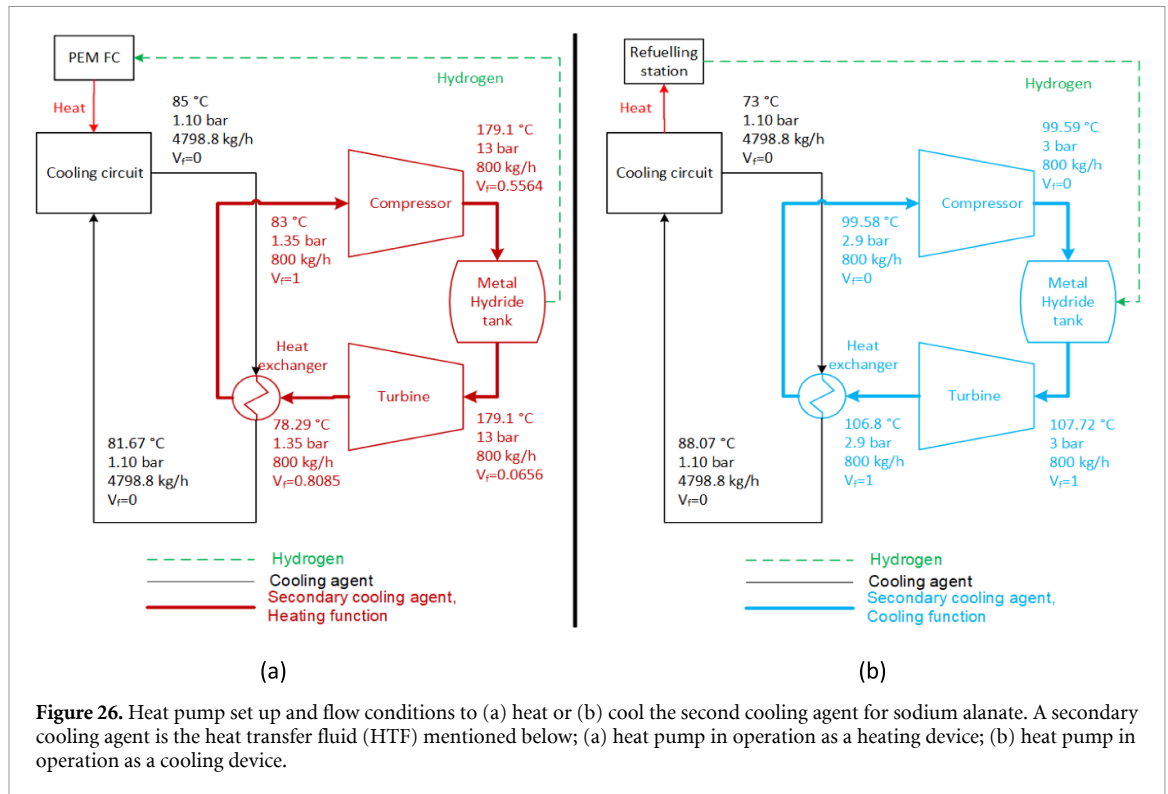 PEM FC
Hydrogen
Heat
85 °C
1.10 bar
4798.8 kg/h
Vf=0
Cooling circuit
179.1 °C
13 bar
800 kg/h
Vf=0.5564
Compressor
83 °C
1.35 bar
800 kg/h
Vf=1
Metal
Hydride
tank
Heat
exchanger
Turbine
81.67 °C
1.10 bar
4798.8 kg/h
Vf=0
78.29 °C
1.35 bar
800 kg/h
Vf=0.8085
179.1 °C
13 bar
800 kg/h
Vf=0.0656
Hydrogen
Cooling agent
Secondary cooling agent,
Heating function
(a)
Refuelling
station
Hydrogen
Heat
73 °C
1.10 bar
4798.8 kg/h
Vf=0
Cooling circuit
99.59 °C
3 bar
800 kg/h
Vf=0
Compressor
99.58 °C
2.9 bar
800 kg/h
Vf=0
Metal
Hydride
tank
Heat
exchanger
Turbine
88.07 °C
1.10 bar
4798.8 kg/h
Vf=0
106.8 °C
2.9 bar
800 kg/h
Vf=1
107.72 °C
3 bar
800 kg/h
Vf=1
Hydrogen
Cooling agent
Secondary cooling agent,
Cooling function
(b)
Figure 26. Heat pump set up and flow conditions to (a) heat or (b) cool the second cooling agent for sodium alanate. A secondary
cooling agent is the heat transfer fluid (HTF) mentioned below; (a) heat pump in operation as a heating device; (b) heat pump in
operation as a cooling device.